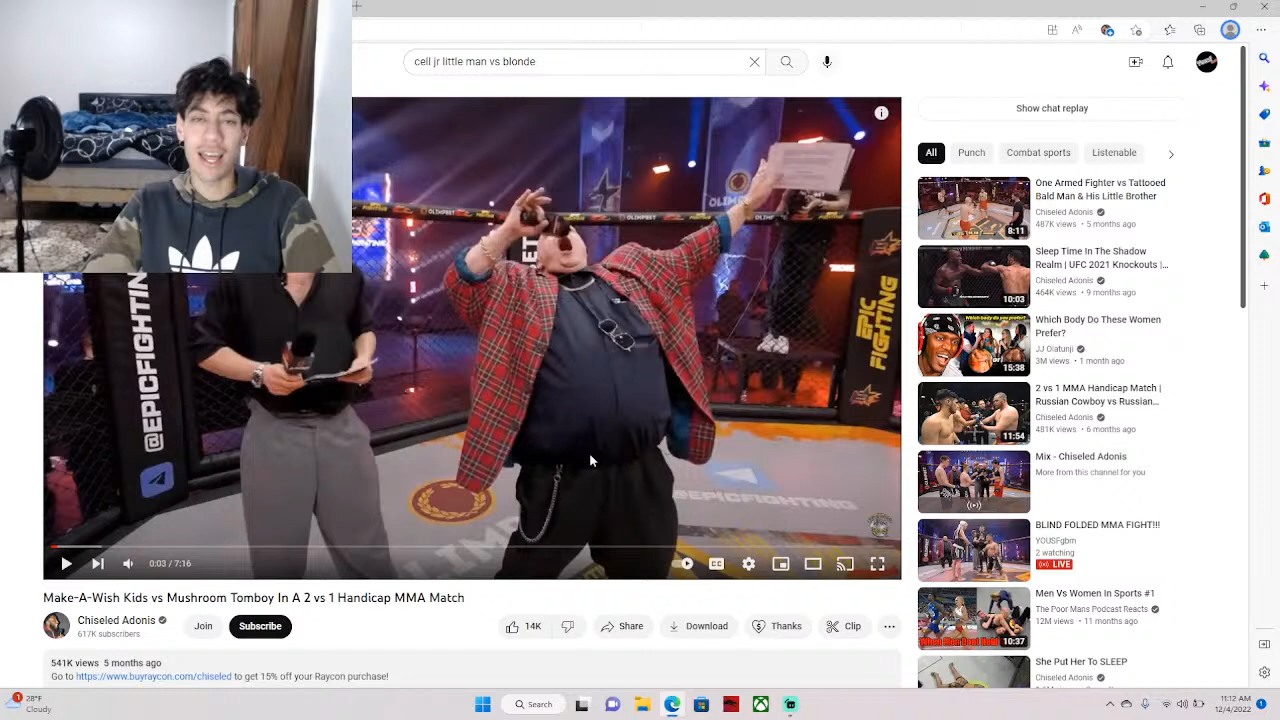 cell jr little man vs blonde
Show chat replay
All
Punch
Combat sports
Listenable
One Armed Fighter vs Tattooed
Bald Man & His Little Brother
Chiseled Adonis
487K views • 5 months ago
8:11
Sleep Time In The Shadow
Realm | UFC 2021 Knockouts |...
Chiseled Adonis
464K views • 9 months ago
10:03
Which Body Do These Women
Prefer?
JJ Olatunji
3M views • 1 month ago
15:38
2 vs 1 MMA Handicap Match |
Russian Cowboy vs Russian...
Chiseled Adonis
481K views • 6 months ago
11:54
Mix - Chiseled Adonis
More from this channel for you
BLIND FOLDED MMA FIGHT!!!
YOUSFgbm
2 watching
LIVE
Men Vs Women In Sports #1
The Poor Mans Podcast Reacts
12M views • 11 months ago
10:37
She Put Her To SLEEP
Chiseled Adonis
@EPICFIGHTIN
EPIC
FIGHTING
@EPICFIGHTING
OLIMPBET
OLIMP
ET
0:03 / 7:16
Make-A-Wish Kids vs Mushroom Tomboy In A 2 vs 1 Handicap MMA Match
Chiseled Adonis
617K subscribers
Join
Subscribe
14K
Share
Download
Thanks
Clip
541K views 5 months ago
Go to https://www.buyraycon.com/chiseled to get 15% off your Raycon purchase!
1
28°F
Cloudy
Search
11:12 AM
12/4/2022
1